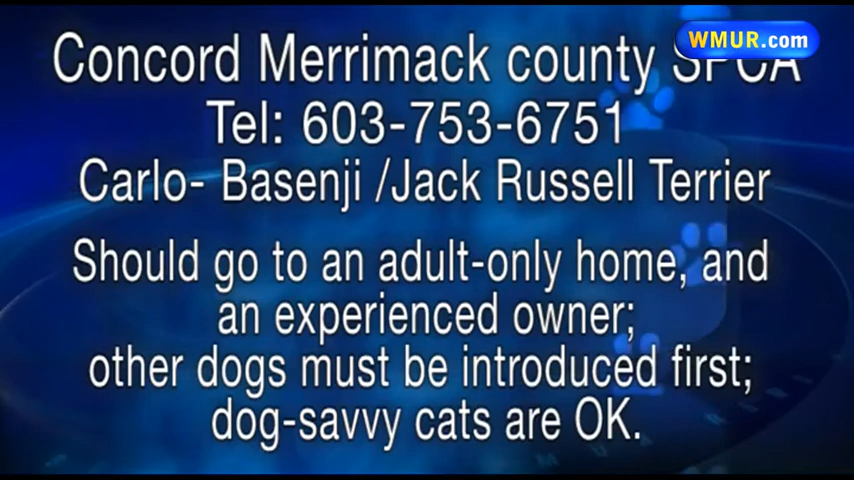 WMUR.com
Concord Merrimack county SPCA
Tel: 603-753-6751
Carlo- Basenji /Jack Russell Terrier
Should go to an adult-only home, and
an experienced owner;
other dogs must be introduced first;
dog-savvy cats are OK.